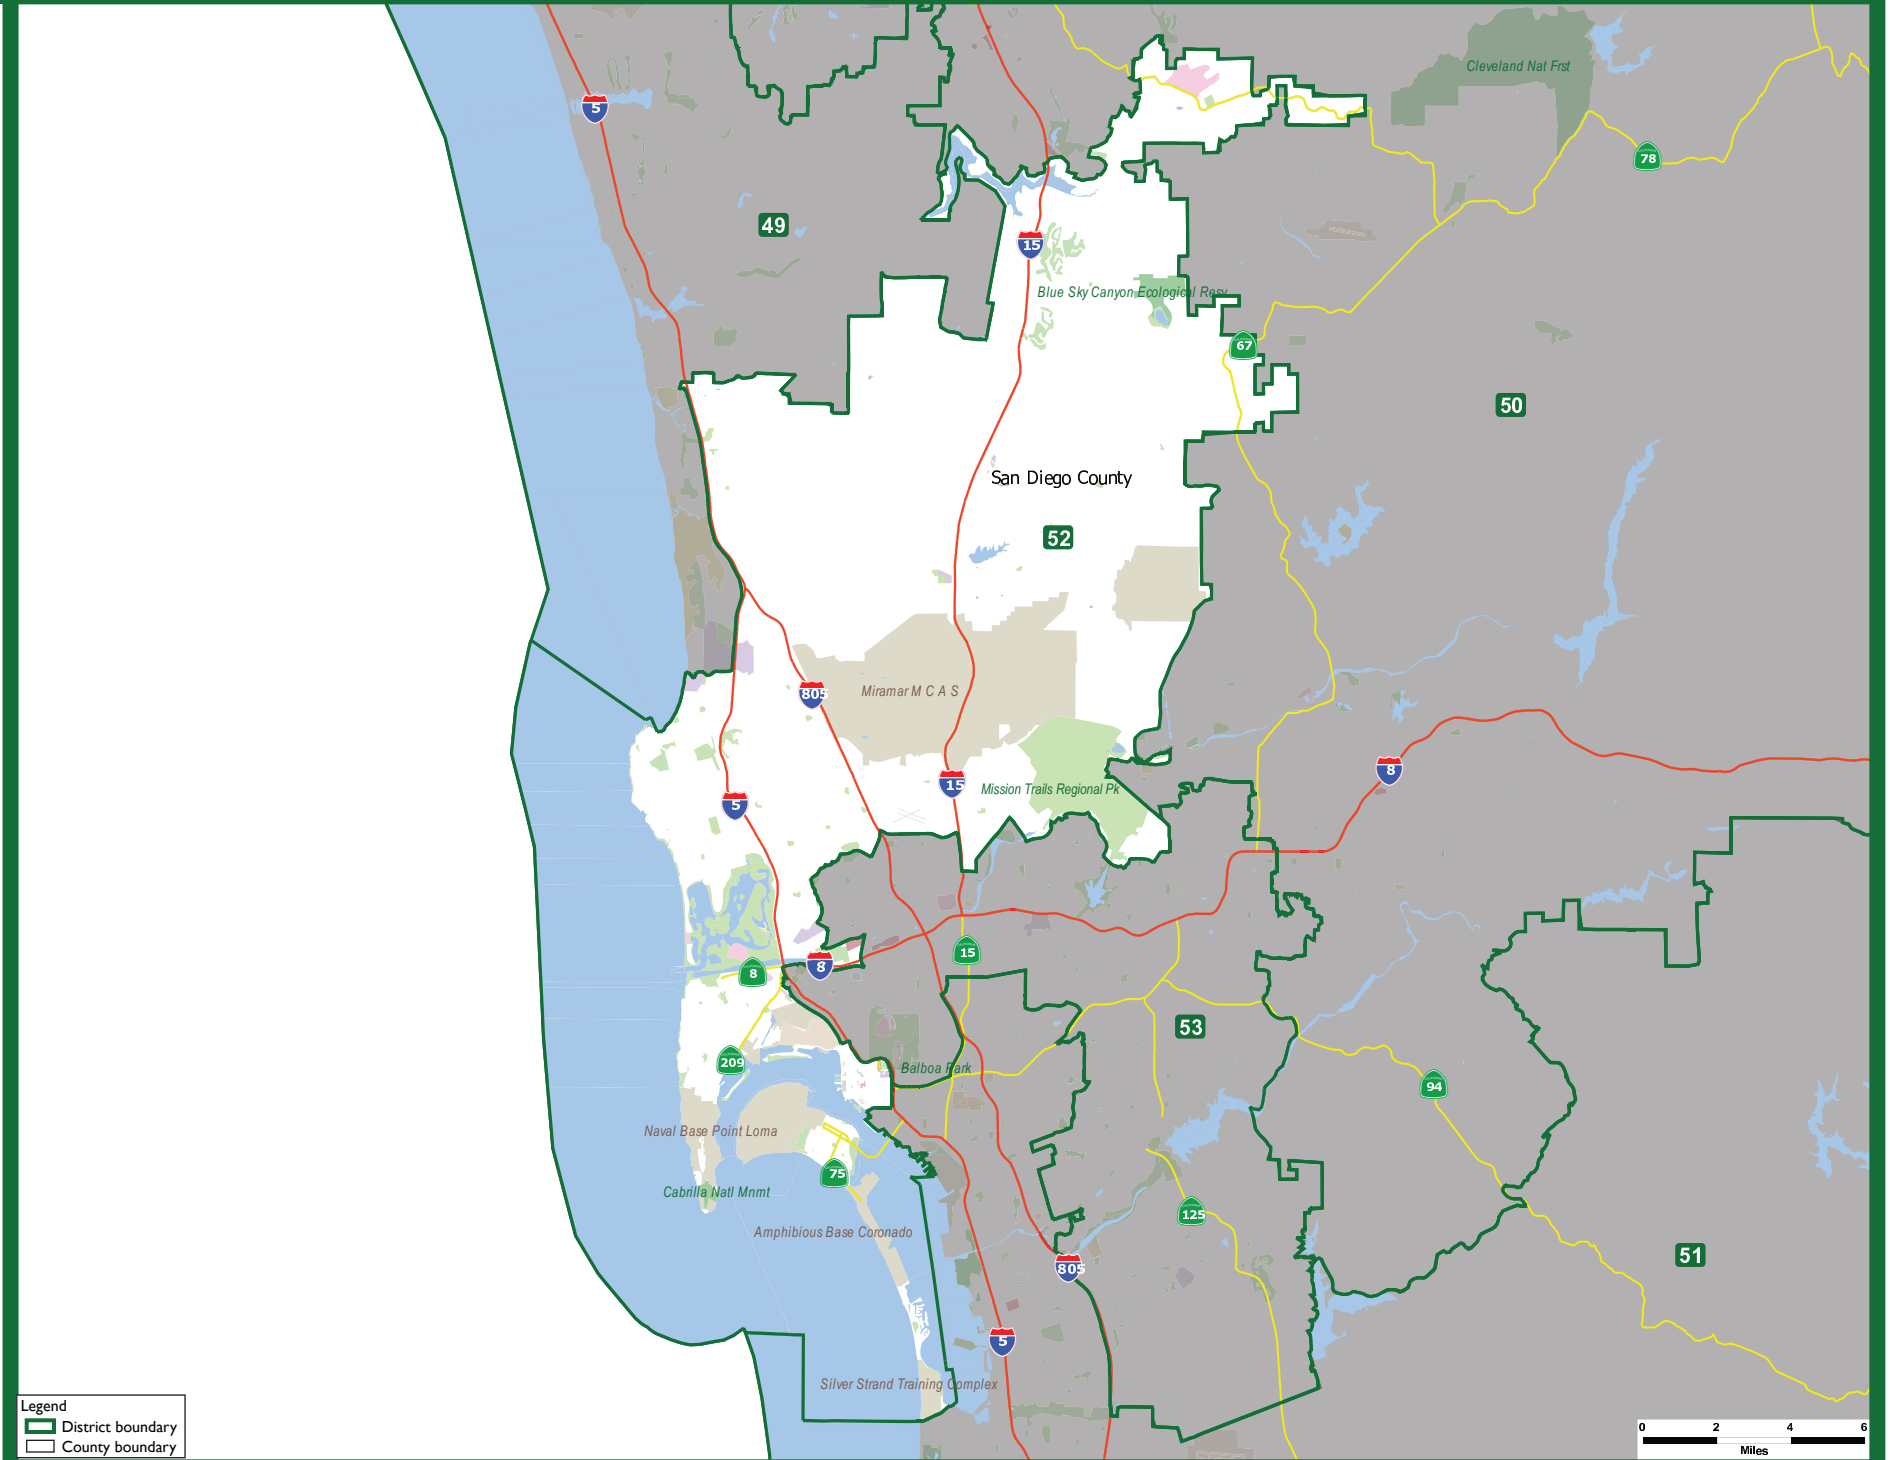 Cleveland Nat Frst
5
78
49
15
Blue Sky Canyon Ecological Resv
67
50
San Diego County
52
805
Miramar M C A S
15
Mission Trails Regional Pk
8
5
15
8
8
53
209
Balboa Park
94
Naval Base Point Loma
75
Cabrilla Natl Mnmt
125
Amphibious Base Coronado
51
805
5
Silver Strand Training Complex
Legend
District boundary
County boundary
0 2 4 6
Miles